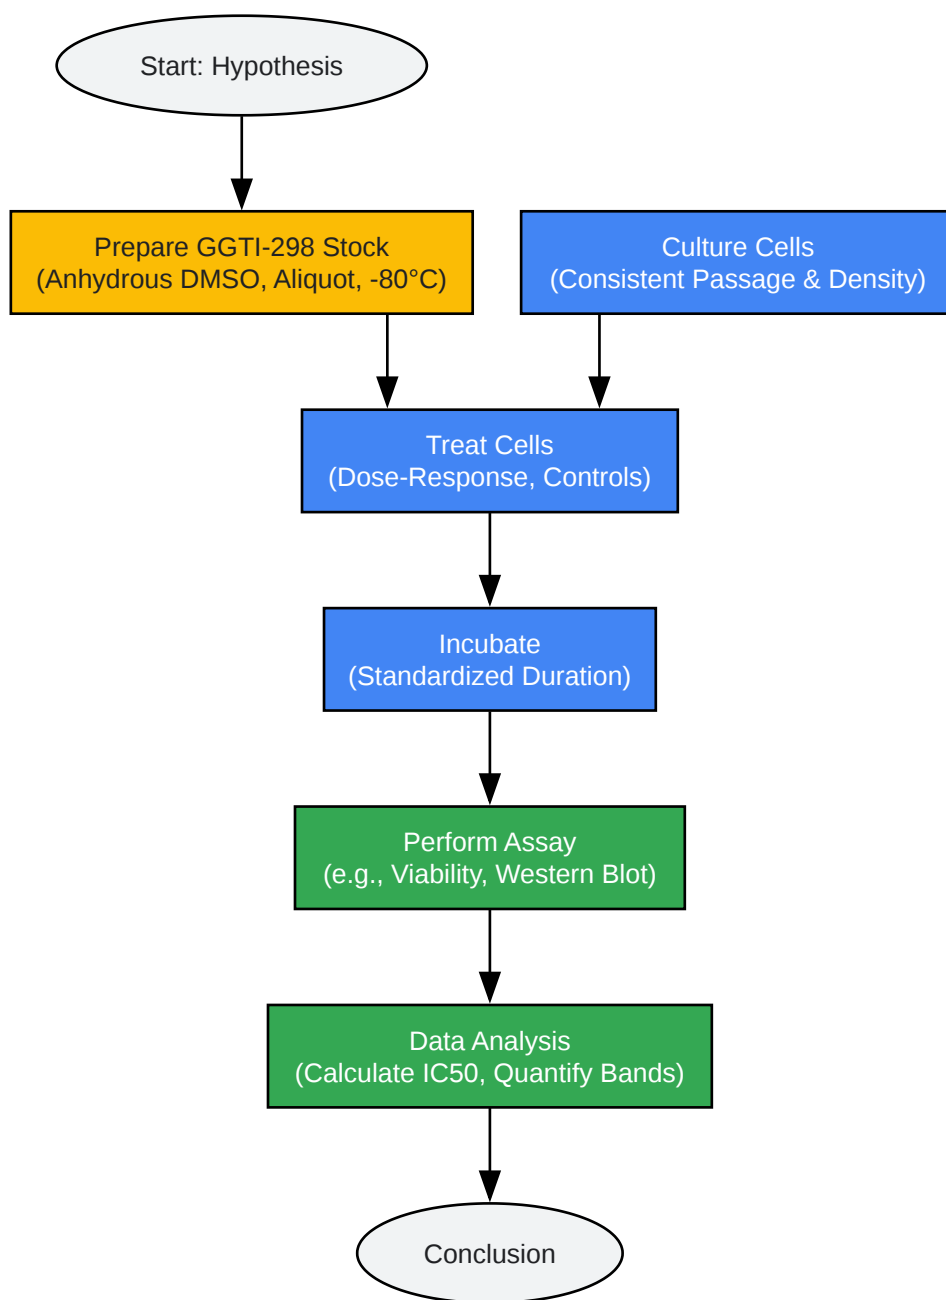 Start: Hypothesis
Prepare GGTI-298 Stock
(Anhydrous DMSO, Aliquot, -80°C)
Culture Cells
(Consistent Passage & Density)
Treat Cells
(Dose-Response, Controls)
Incubate
(Standardized Duration)
Perform Assay
(e.g., Viability, Western Blot)
Data Analysis
(Calculate IC50, Quantify Bands)
Conclusion